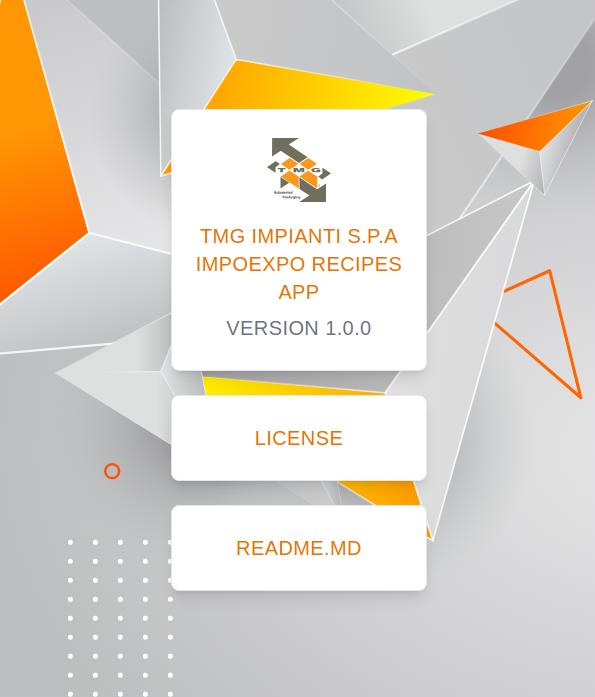 TMG
Automated
Packaging
TMG IMPIANTI S.P.A
IMPOEXPO RECIPES
APP
VERSION 1.0.0
LICENSE
README.MD